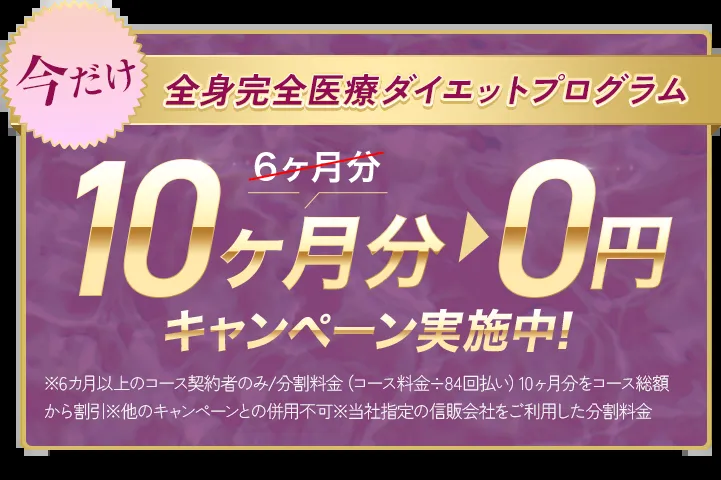 今だけ
全身完全医療ダイエットプログラム
6ヶ月分
10ヶ月分▶0円
キャンペーン実施中!
※6カ月以上のコース契約者のみ/分割料金（コース料金÷84回払い）10ヶ月分をコース総額
から割引※他のキャンペーンとの併用不可※当社指定の信販会社をご利用した分割料金